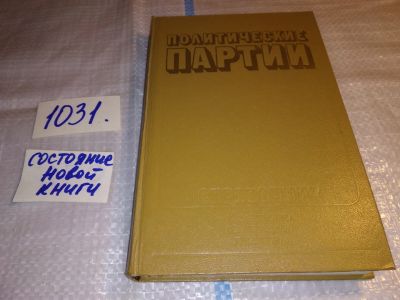 ПОЛИТИЧЕСКИЕ
ПАРТИИ
1031.
СОСТОЯНИЕ
НОВОЙ
КНИГИ